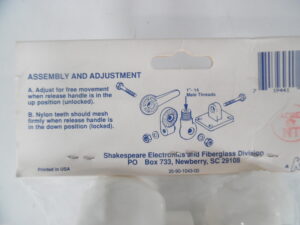 ASSEMBLY AND ADJUSTMENT
A. Adjust for free movement
when release handle is in the
up position (unlocked).
B. Nylon teeth should mesh
firmly when release handle is
in the down position (locked).
1"- 14
Male Threads
Printed in USA
Shakespeare Electronics and Fiberglass Division
PO Box 733, Newberry, SC 29108